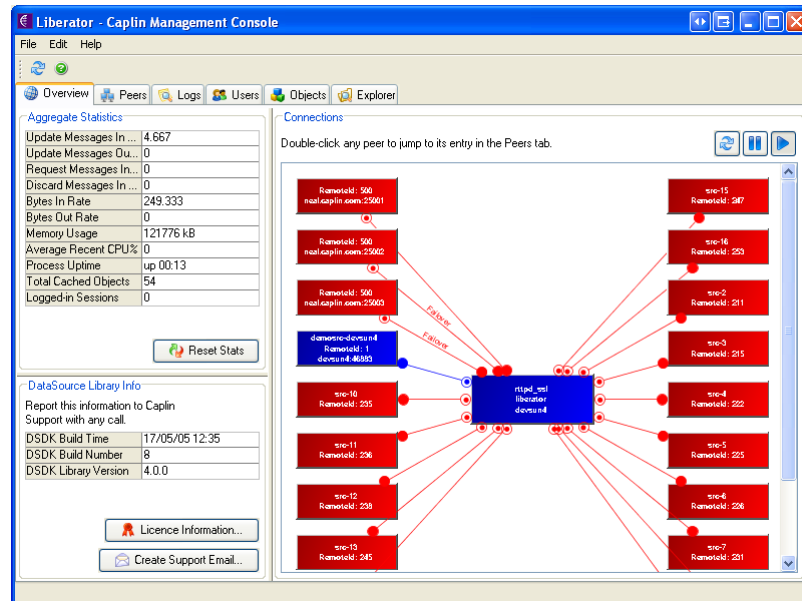 Liberator - Caplin Management Console
File Edit Help
Overview Peers Logs Users Objects Explorer
Aggregate Statistics
Update Messages In ... 4.667
Update Messages Ou... 0
Request Messages In... 0
Discard Messages In ... 0
Bytes In Rate 249.333
Bytes Out Rate 0
Memory Usage 121776 kB
Average Recent CPU% 0
Process Uptime up 00:13
Total Cached Objects 54
Logged-in Sessions 0
Reset Stats
DataSource Library Info
Report this information to Caplin
Support with any call.
DSDK Build Time 17/05/05 12:35
DSDK Build Number 8
DSDK Library Version 4.0.0
Licence Information...
Create Support Email...
Connections
Double-click any peer to jump to its entry in the Peers tab.
RemoteId: 500
neal.caplin.com:25001
RemoteId: 500
neal.caplin.com:25002
RemoteId: 500
neal.caplin.com:25003
Failover
Failover
demosrc-devsun4
RemoteId: 1
devsun4:46883
src-10
RemoteId: 235
src-11
RemoteId: 236
src-12
RemoteId: 238
src-13
RemoteId: 245
rttpd_ssl
liberator
devsun4
src-15
RemoteId: 247
src-16
RemoteId: 253
src-2
RemoteId: 211
src-3
RemoteId: 215
src-4
RemoteId: 222
src-5
RemoteId: 225
src-6
RemoteId: 226
src-7
RemoteId: 231